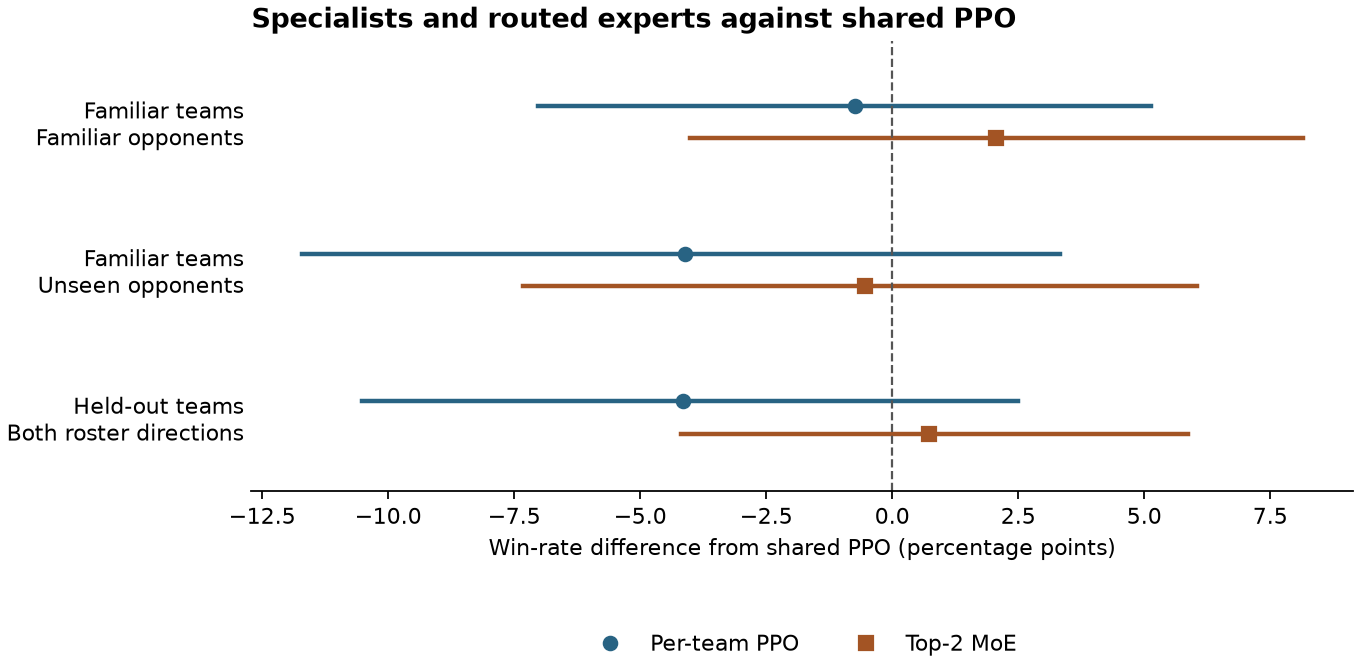 Specialists and routed experts against shared PPO
Familiar teams
Familiar opponents
Familiar teams
Unseen opponents
Held-out teams
Both roster directions
−12.5 −10.0 −7.5 −5.0 −2.5 0.0 2.5 5.0 7.5
Win-rate difference from shared PPO (percentage points)
Per-team PPO Top-2 MoE